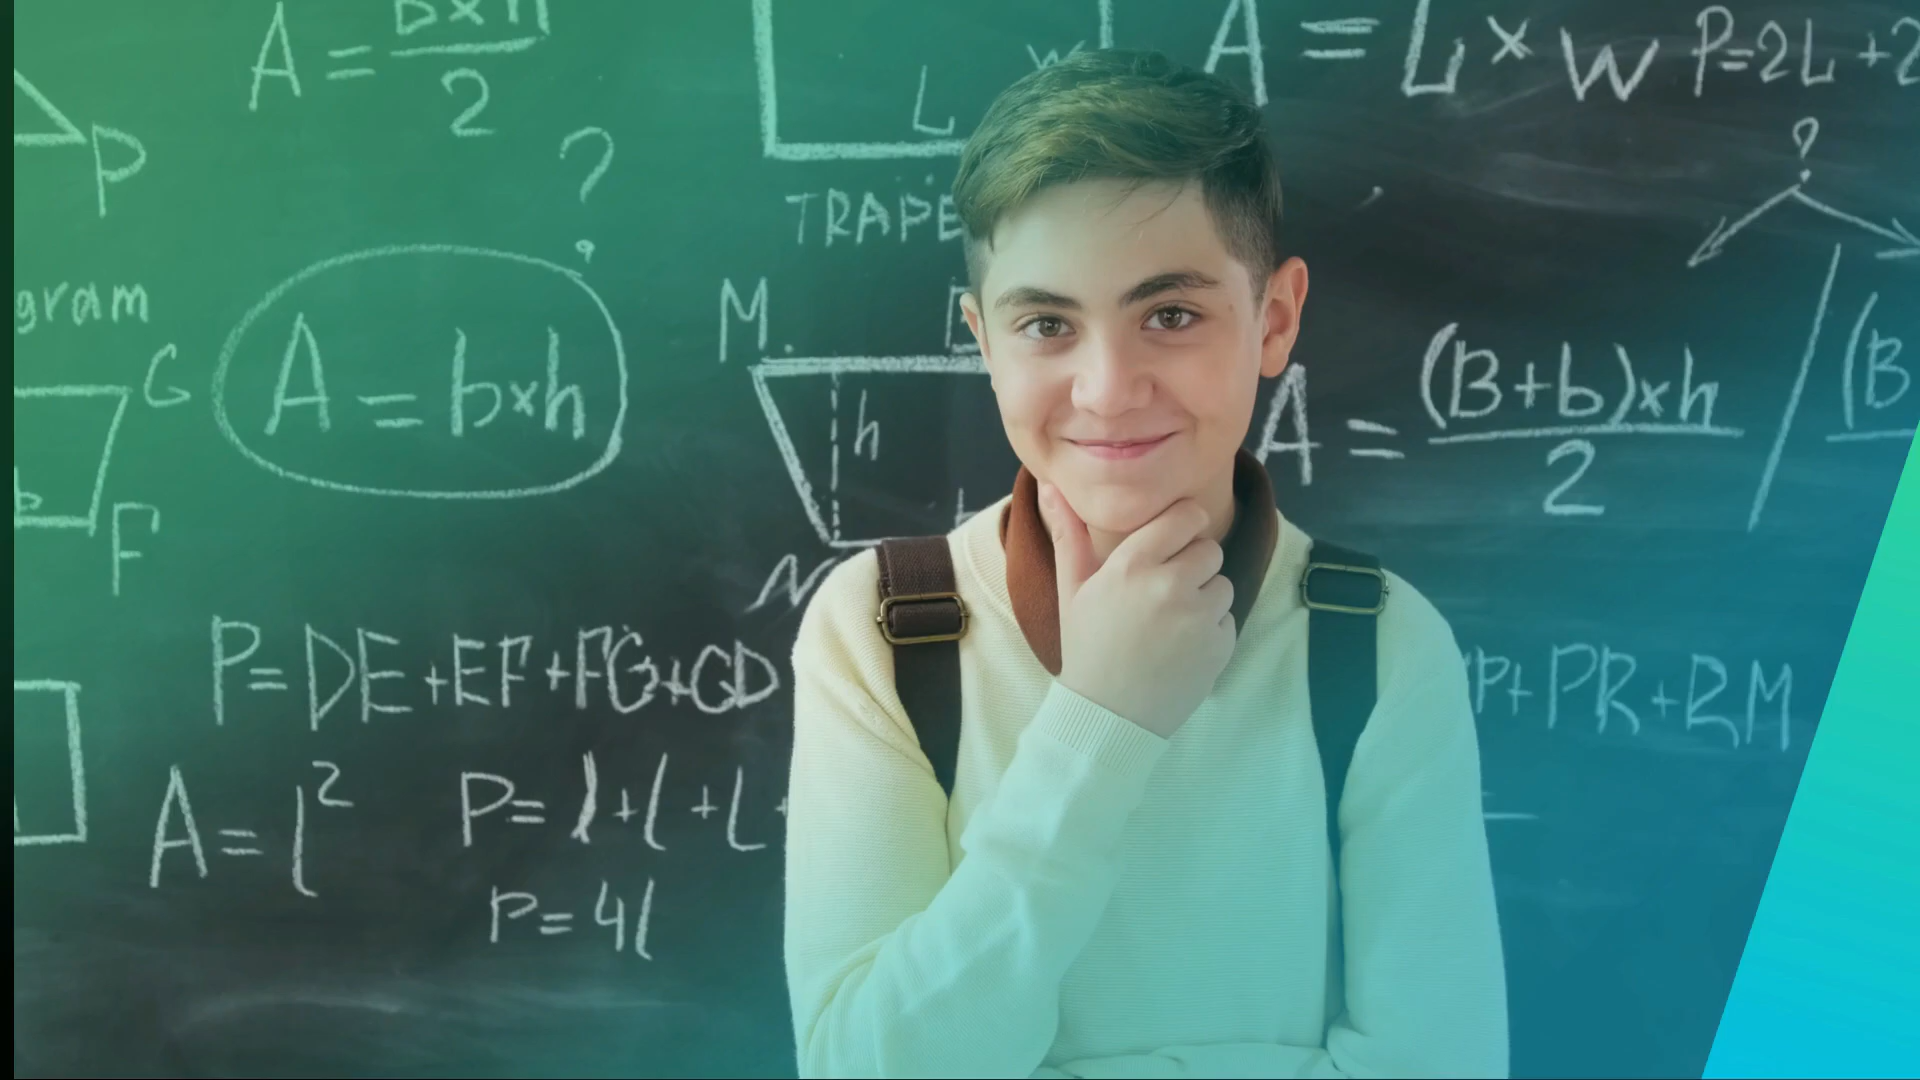 A = b x h / 2
L
W
A = L x W P=2L + 2
P
?
?
TRAPE
gram
G
A = b x h
M
h
A = (B+b) x h / 2
(B
b
F
N
P= DE+EF+FG+GD
P+PR+RM
A = l²
P= l+l+l+
P= 4l